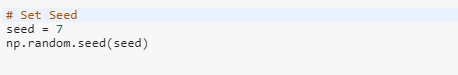 # Set Seed
seed = 7
np.random.seed(seed)